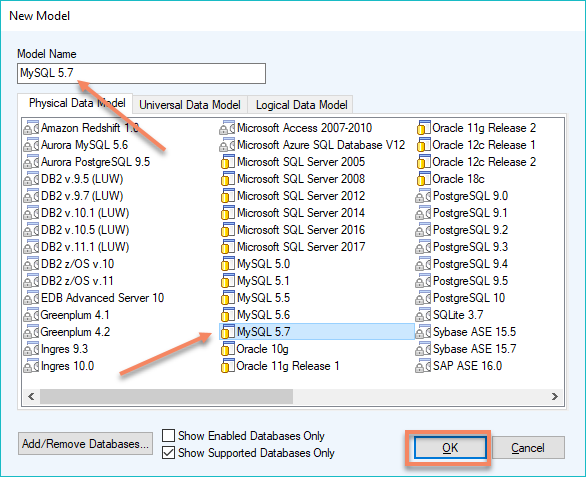 New Model
Model Name
MySQL 5.7
Physical Data Model
Universal Data Model
Logical Data Model
Amazon Redshift 1.0
Aurora MySQL 5.6
Aurora PostgreSQL 9.5
DB2 v.9.5 (LUW)
DB2 v.9.7 (LUW)
DB2 v.10.1 (LUW)
DB2 v.10.5 (LUW)
DB2 v.11.1 (LUW)
DB2 z/OS v.10
DB2 z/OS v.11
EDB Advanced Server 10
Greenplum 4.1
Greenplum 4.2
Ingres 9.3
Ingres 10.0
Microsoft Access 2007-2010
Microsoft Azure SQL Database V12
Microsoft SQL Server 2005
Microsoft SQL Server 2008
Microsoft SQL Server 2012
Microsoft SQL Server 2014
Microsoft SQL Server 2016
Microsoft SQL Server 2017
MySQL 5.0
MySQL 5.1
MySQL 5.5
MySQL 5.6
MySQL 5.7
Oracle 10g
Oracle 11g Release 1
Oracle 11g Release 2
Oracle 12c Release 1
Oracle 12c Release 2
Oracle 18c
PostgreSQL 9.0
PostgreSQL 9.1
PostgreSQL 9.2
PostgreSQL 9.3
PostgreSQL 9.4
PostgreSQL 9.5
PostgreSQL 10
SQLite 3.7
Sybase ASE 15.5
Sybase ASE 15.7
SAP ASE 16.0
Add/Remove Databases...
Show Enabled Databases Only
Show Supported Databases Only
OK
Cancel